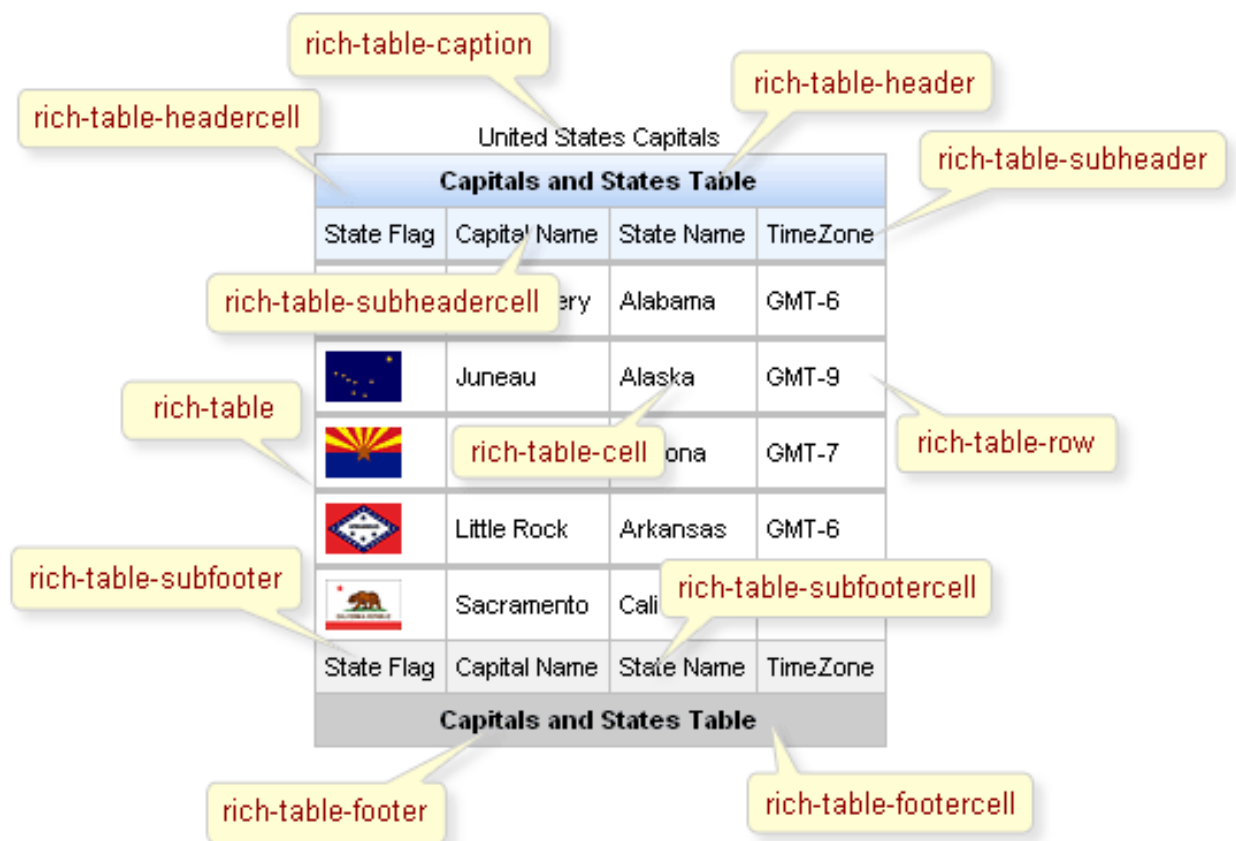 rich-table-caption
rich-table-header
rich-table-headercell
United States Capitals
rich-table-subheader
Capitals and States Table
State Flag Capital Name State Name TimeZone
rich-table-subheadercell
ery Alabama GMT-6
Juneau Alaska GMT-9
rich-table
rich-table-cell
ona GMT-7
rich-table-row
Little Rock Arkansas GMT-6
rich-table-subfooter
rich-table-subfootercell
Sacramento Cali
State Flag Capital Name State Name TimeZone
Capitals and States Table
rich-table-footer
rich-table-footercell